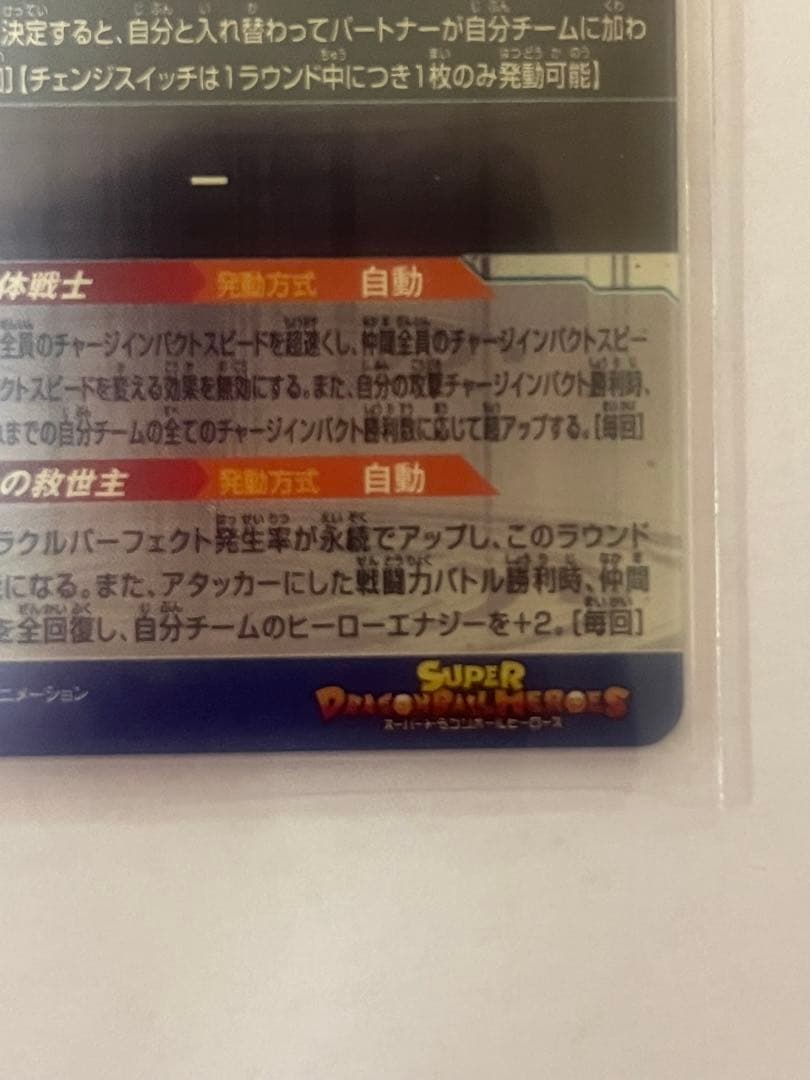 決定すると、自分と入れ替わってパートナーが自分チームに加わ
回][チェンジスイッチは1ラウンド中につき1枚のみ発動可能]
ー
体戦士 発動方式 自動
全員のチャージインパクトスピードを超速くし、仲間全員のチャージインパクトスピー
クトスピードを変える効果を無効にする。また、自分の攻撃チャージインパクト勝利時、
までの自分チームの全てのチャージインパクト勝利数に応じて超アップする。[毎回]
の救世主 発動方式 自動
ラクルパーフェクト発生率が永続でアップし、このラウンド
になる。また、アタッカーにした戦闘力バトル勝利時、仲間
を全回復し、自分チームのヒーローエナジーを+2。[毎回]
ニメーション
SUPER
DRAGONBALL HEROES
スーパードラゴンボールヒーローズ